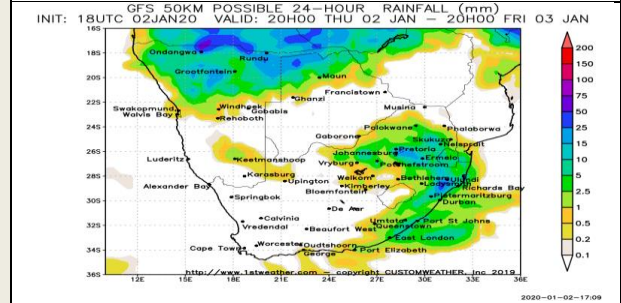 GFS 50KM POSSIBLE 24-HOUR RAINFALL (mm)
INIT: 18UTC 02JAN20 VALID: 20H00 THU 02 JAN - 20H00 FRI 03 JAN
16S
Ondangwa
Rundu
18S
Grootfontein
Maun
20S
Francistown
Ghanzi
22S
Swakopmund
Windhoek
Gobabis
Musina
Walvis Bay
Rehoboth
24S
Polokwane
Phalaborwa
Gaborone
Skukuza
Nelspruit
26S
Johannesburg
Pretoria
Luderitz
Keetmanshoop
Vryburg
Potchefstroom
Ermelo
28S
Karasburg
Upington
Welkom
Bethlehem
Ulundi
Alexander Bay
Kimberley
Ladysmith
Richards Bay
Bloemfontein
Pietermaritzburg
30S
Springbok
Durban
De Aar
Calvinia
Umtata
Port St Johns
32S
Vredendal
Beaufort West
Queenstown
East London
34S
Cape Town
Worcester
Oudtshoorn
George
Port Elizabeth
36S
http://www.1stweather.com - copyright CUSTOMWEATHER, Inc 2019
12E 15E 18E 21E 24E 27E 30E 33E 36E
200
150
100
75
50
25
20
15
10
5
2.5
1
0.5
0.2
0.1
2020-01-02-17:09